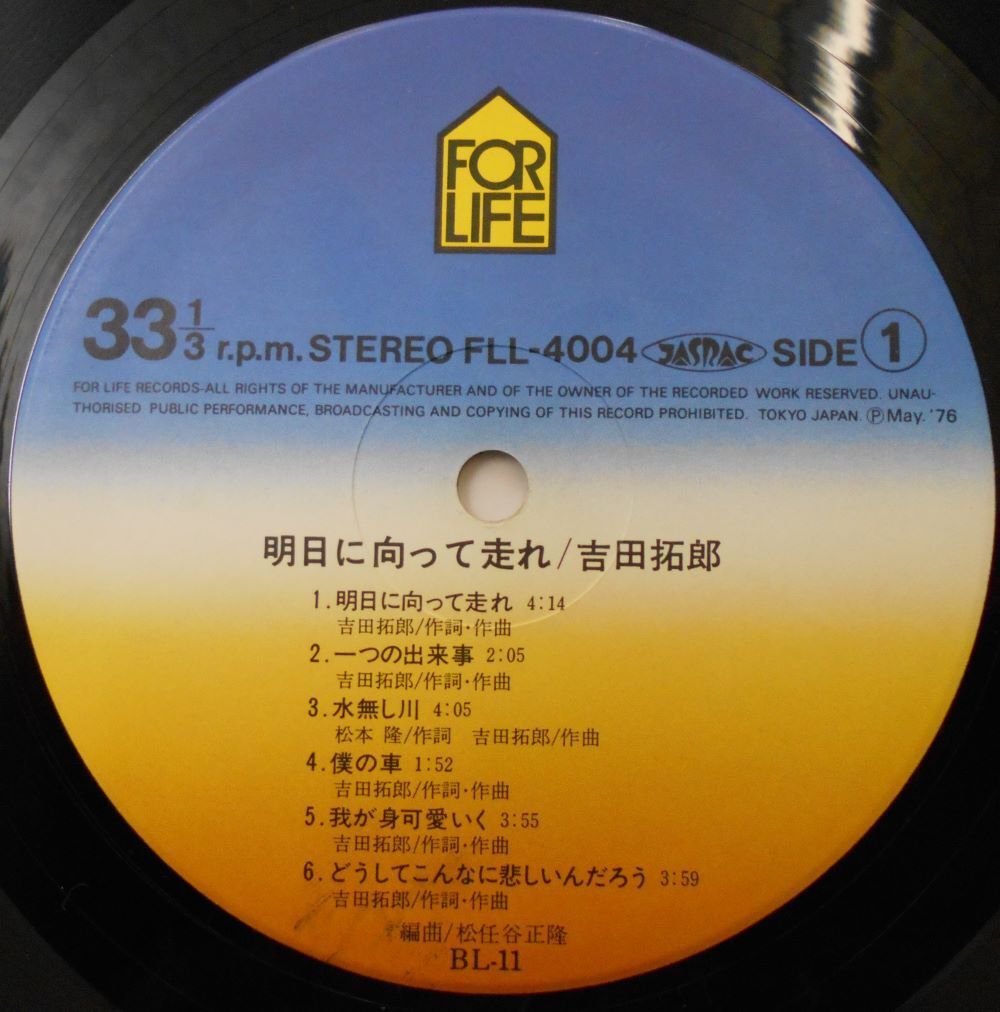 FOR
LIFE
33 1/3 r.p.m. STEREO FLL-4004 JASRAC SIDE 1
FOR LIFE RECORDS-ALL RIGHTS OF THE MANUFACTURER AND OF THE OWNER OF THE RECORDED WORK RESERVED. UNAU-
THORISED PUBLIC PERFORMANCE, BROADCASTING AND COPYING OF THIS RECORD PROHIBITED. TOKYO JAPAN. ℗May. '76
明日に向って走れ/吉田拓郎
1.明日に向って走れ 4:14
吉田拓郎/作詞・作曲
2.一つの出来事 2:05
吉田拓郎/作詞・作曲
3.水無し川 4:05
松本 隆/作詞 吉田拓郎/作曲
4.僕の車 1:52
吉田拓郎/作詞・作曲
5.我が身可愛いく 3:55
吉田拓郎/作詞・作曲
6.どうしてこんなに悲しいんだろう 3:59
吉田拓郎/作詞・作曲
編曲/松任谷正隆
BL-11